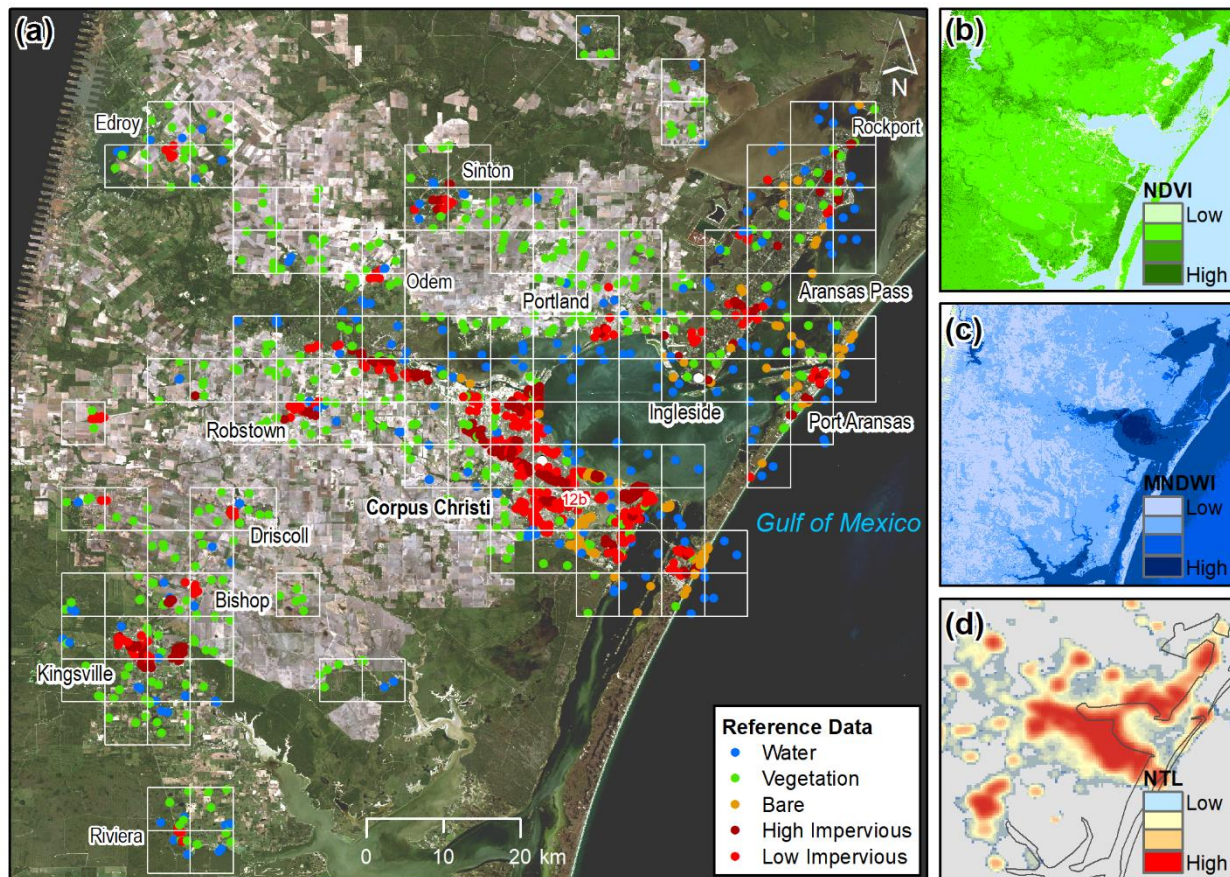 (a)
N
Edroy
Rockport
Sinton
Odem
Portland
Aransas Pass
Ingleside
Robstown
Port Aransas
Corpus Christi
12b
Gulf of Mexico
Driscoll
Bishop
Kingsville
Riviera
0 10 20 km
Reference Data
Water
Vegetation
Bare
High Impervious
Low Impervious
(b)
NDVI
Low
High
(c)
MNDWI
Low
High
(d)
NTL
Low
High